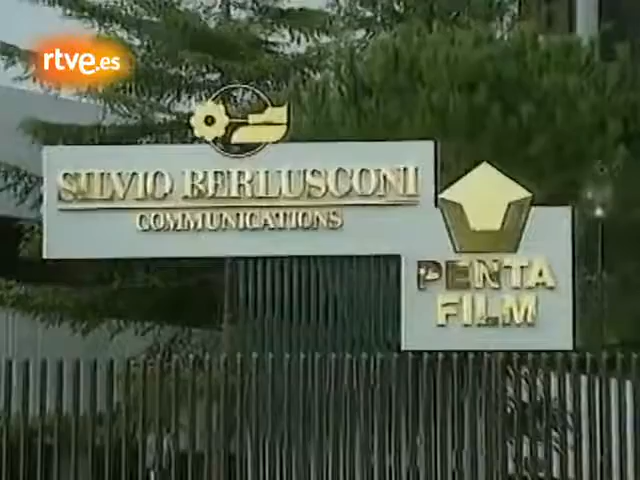 rtve.es
SILVIO BERLUSCONI
COMMUNICATIONS
PENTA
FILM